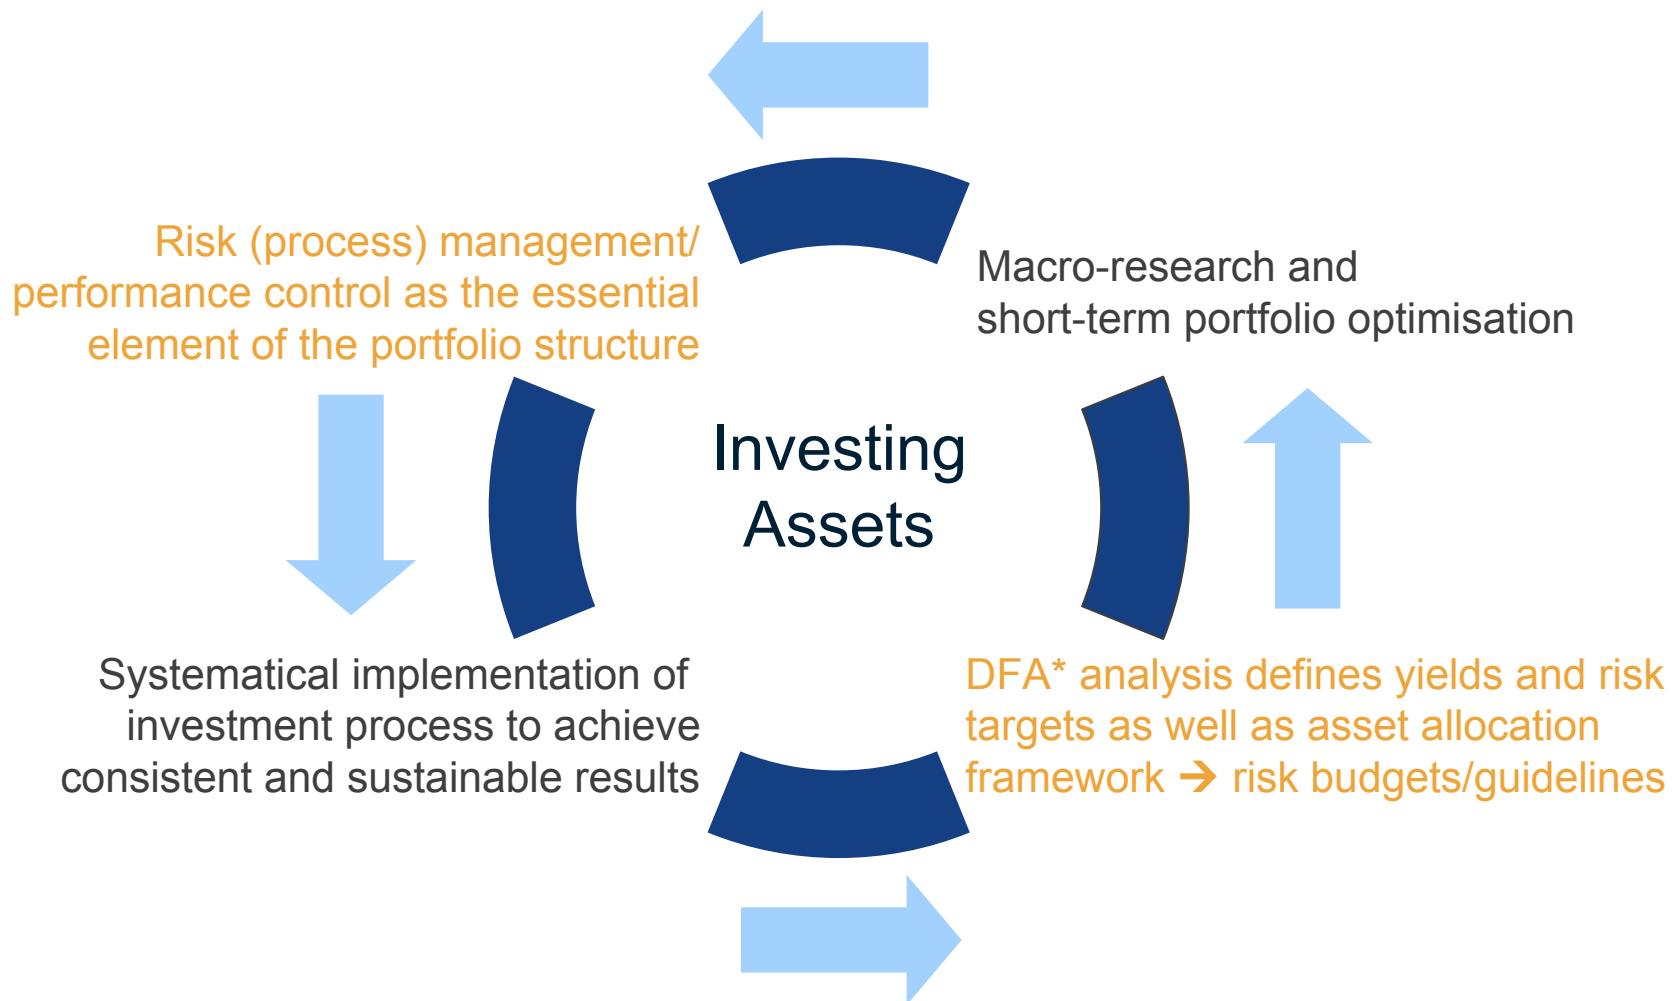 Risk (process) management/
performance control as the essential
element of the portfolio structure
Macro-research and
short-term portfolio optimisation
Investing
Assets
Systematical implementation of
investment process to achieve
consistent and sustainable results
DFA* analysis defines yields and risk
targets as well as asset allocation
framework ➔ risk budgets/guidelines